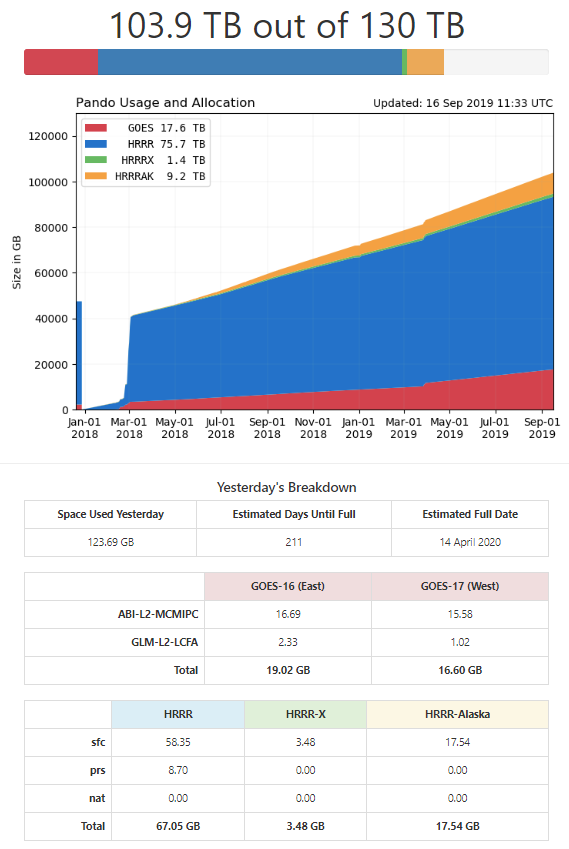 103.9 TB out of 130 TB
Pando Usage and Allocation Updated: 16 Sep 2019 11:33 UTC
GOES 17.6 TB
HRRR 75.7 TB
HRRRX 1.4 TB
HRRRAK 9.2 TB
120000
100000
80000
60000
40000
20000
0
Size in GB
Jan-01 Mar-01 May-01 Jul-01 Sep-01 Nov-01 Jan-01 Mar-01 May-01 Jul-01 Sep-01
2018 2018 2018 2018 2018 2018 2019 2019 2019 2019 2019
Yesterday's Breakdown
Space Used Yesterday Estimated Days Until Full Estimated Full Date
123.69 GB 211 14 April 2020
GOES-16 (East) GOES-17 (West)
ABI-L2-MCMIPC 16.69 15.58
GLM-L2-LCFA 2.33 1.02
Total 19.02 GB 16.60 GB
HRRR HRRR-X HRRR-Alaska
sfc 58.35 3.48 17.54
prs 8.70 0.00 0.00
nat 0.00 0.00 0.00
Total 67.05 GB 3.48 GB 17.54 GB